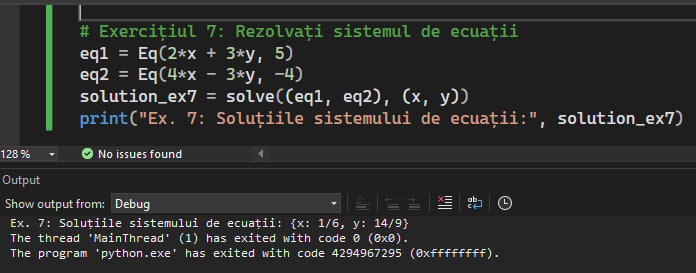 # Exercițiul 7: Rezolvați sistemul de ecuații
eq1 = Eq(2*x + 3*y, 5)
eq2 = Eq(4*x - 3*y, -4)
solution_ex7 = solve((eq1, eq2), (x, y))
print("Ex. 7: Soluțiile sistemului de ecuații:", solution_ex7)
128 % No issues found
Output
Show output from: Debug
Ex. 7: Soluțiile sistemului de ecuații: {x: 1/6, y: 14/9}
The thread 'MainThread' (1) has exited with code 0 (0x0).
The program 'python.exe' has exited with code 4294967295 (0xffffffff).